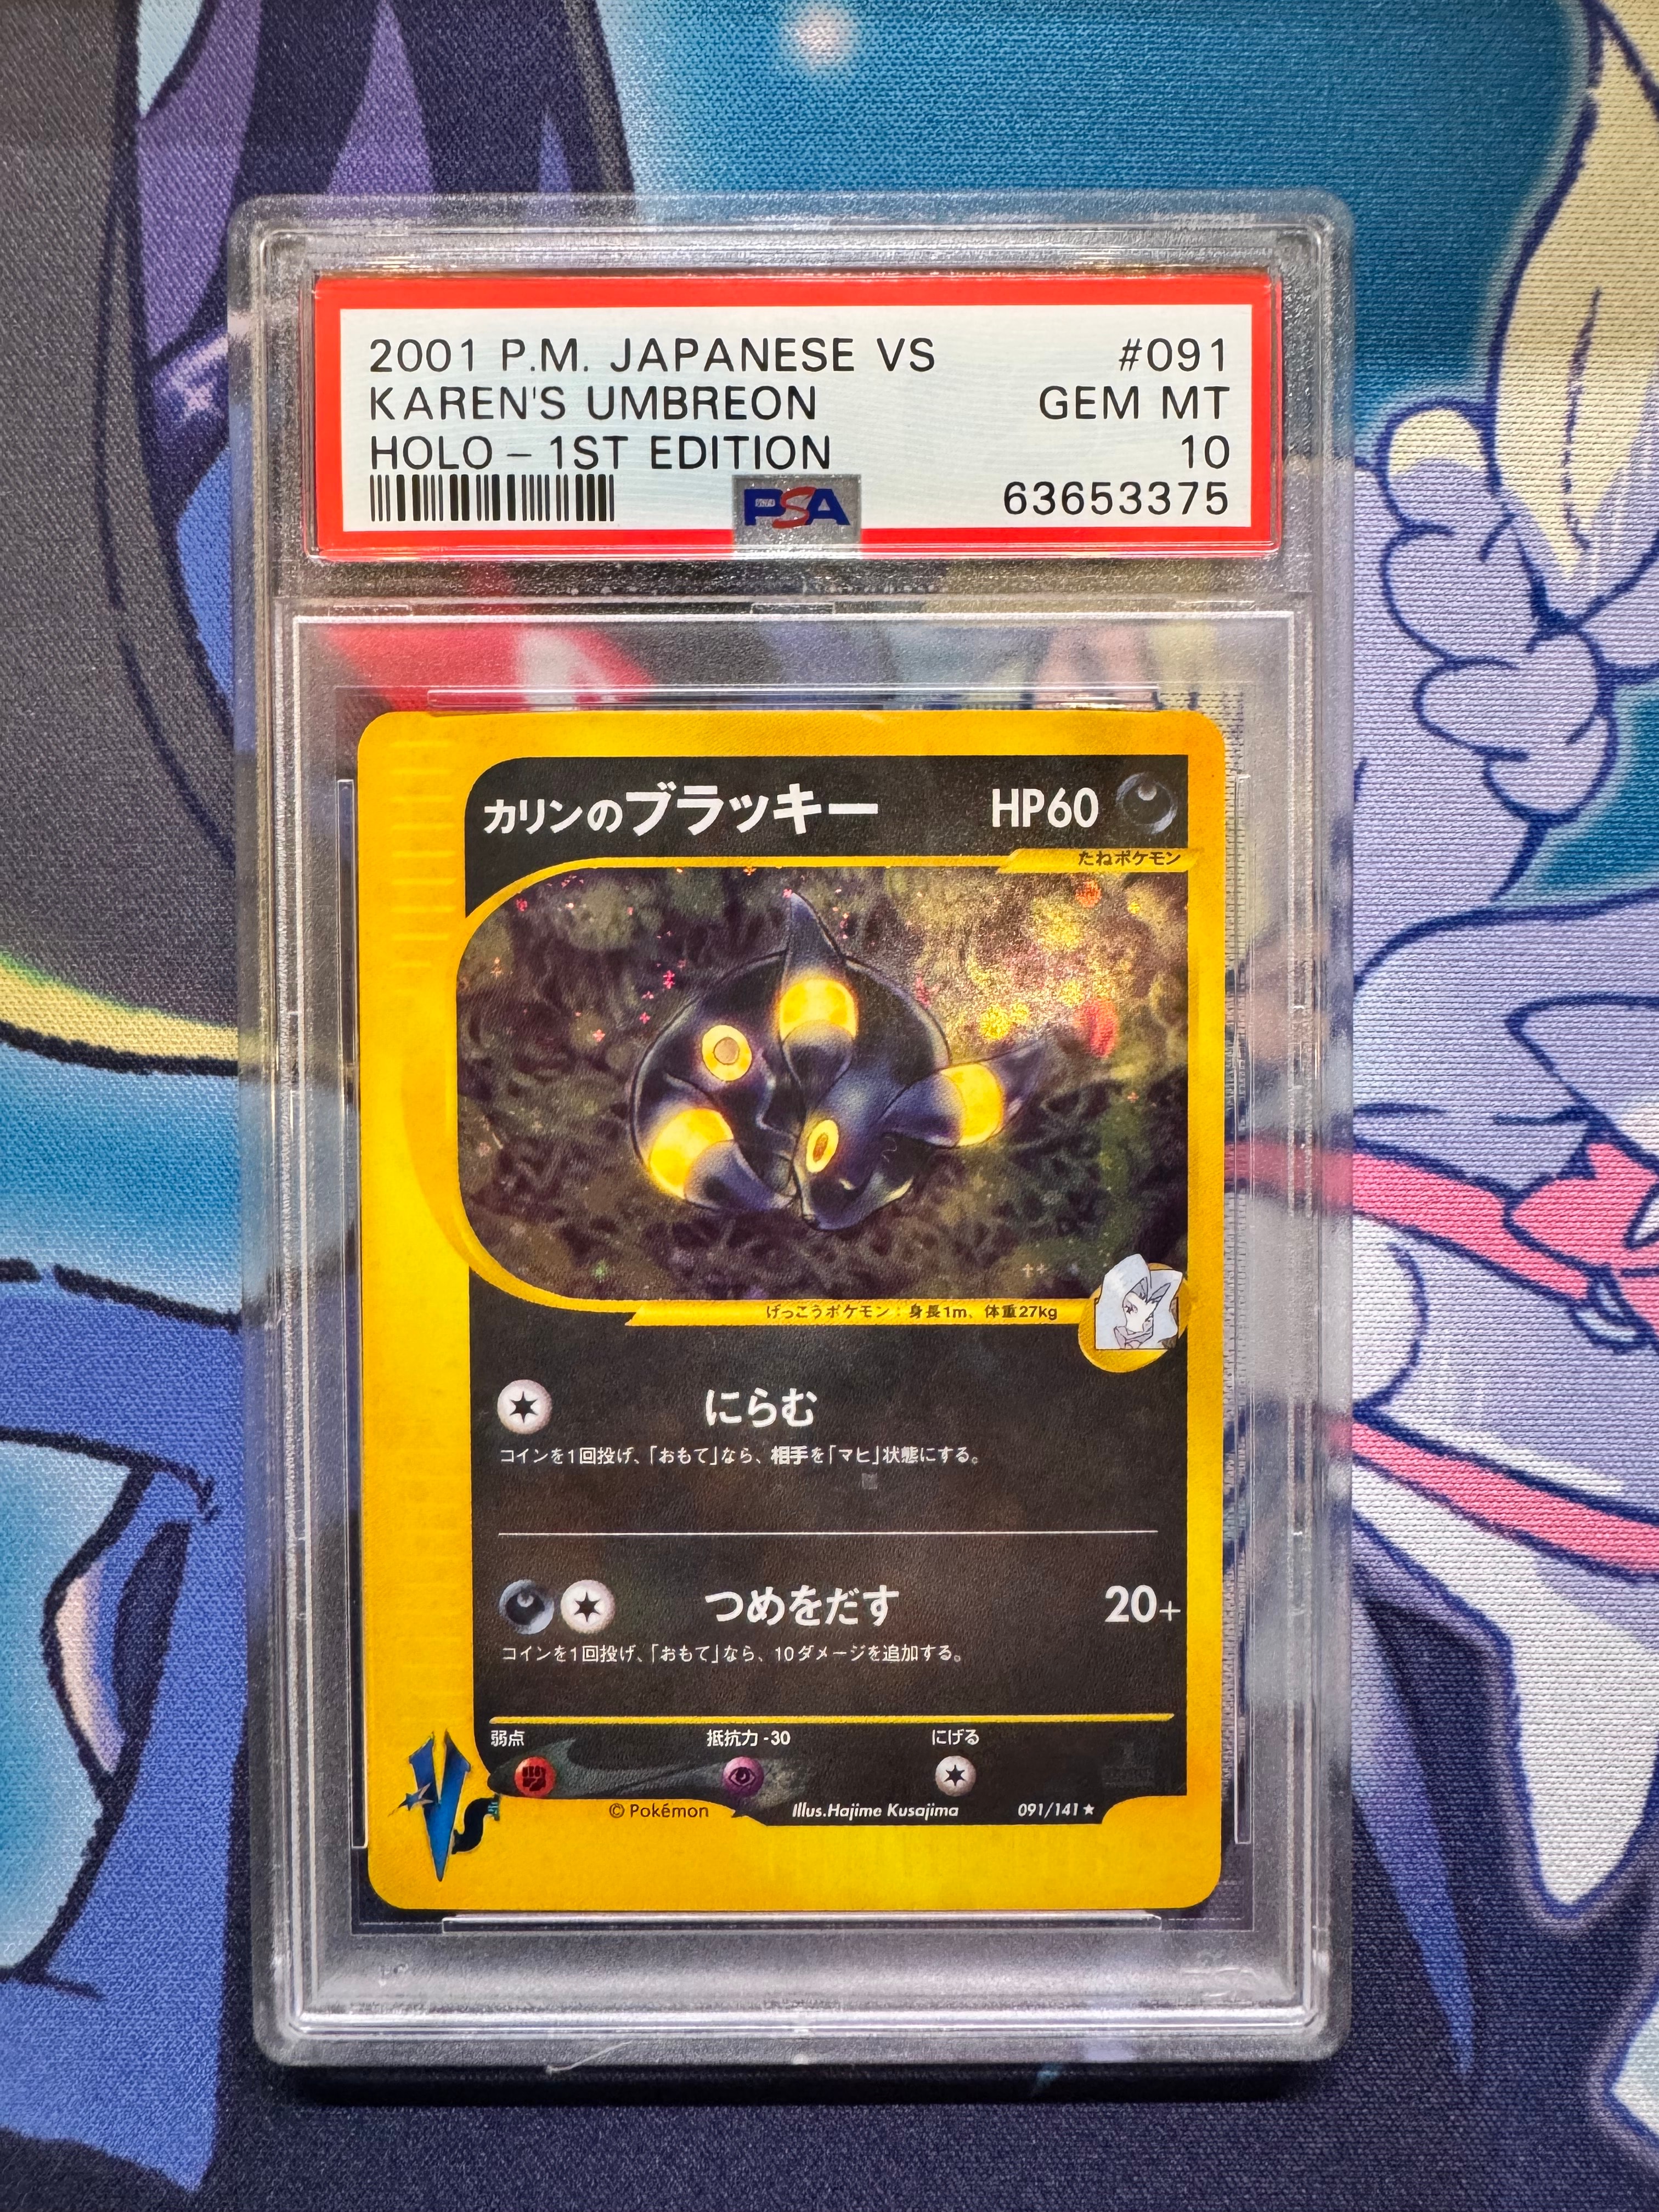 2001 P.M. JAPANESE VS #091
KAREN'S UMBREON GEM MT
HOLO – 1ST EDITION 10
PSA 63653375
カリンのブラッキー HP60
たねポケモン
げっこうポケモン：身長1m、体重27kg
にらむ
コインを1回投げ、「おもて」なら、相手を「マヒ」状態にする。
つめをだす 20+
コインを1回投げ、「おもて」なら、10ダメージを追加する。
弱点 抵抗力 -30 にげる
© Pokémon Illus.Hajime Kusajima 091/141★
VS